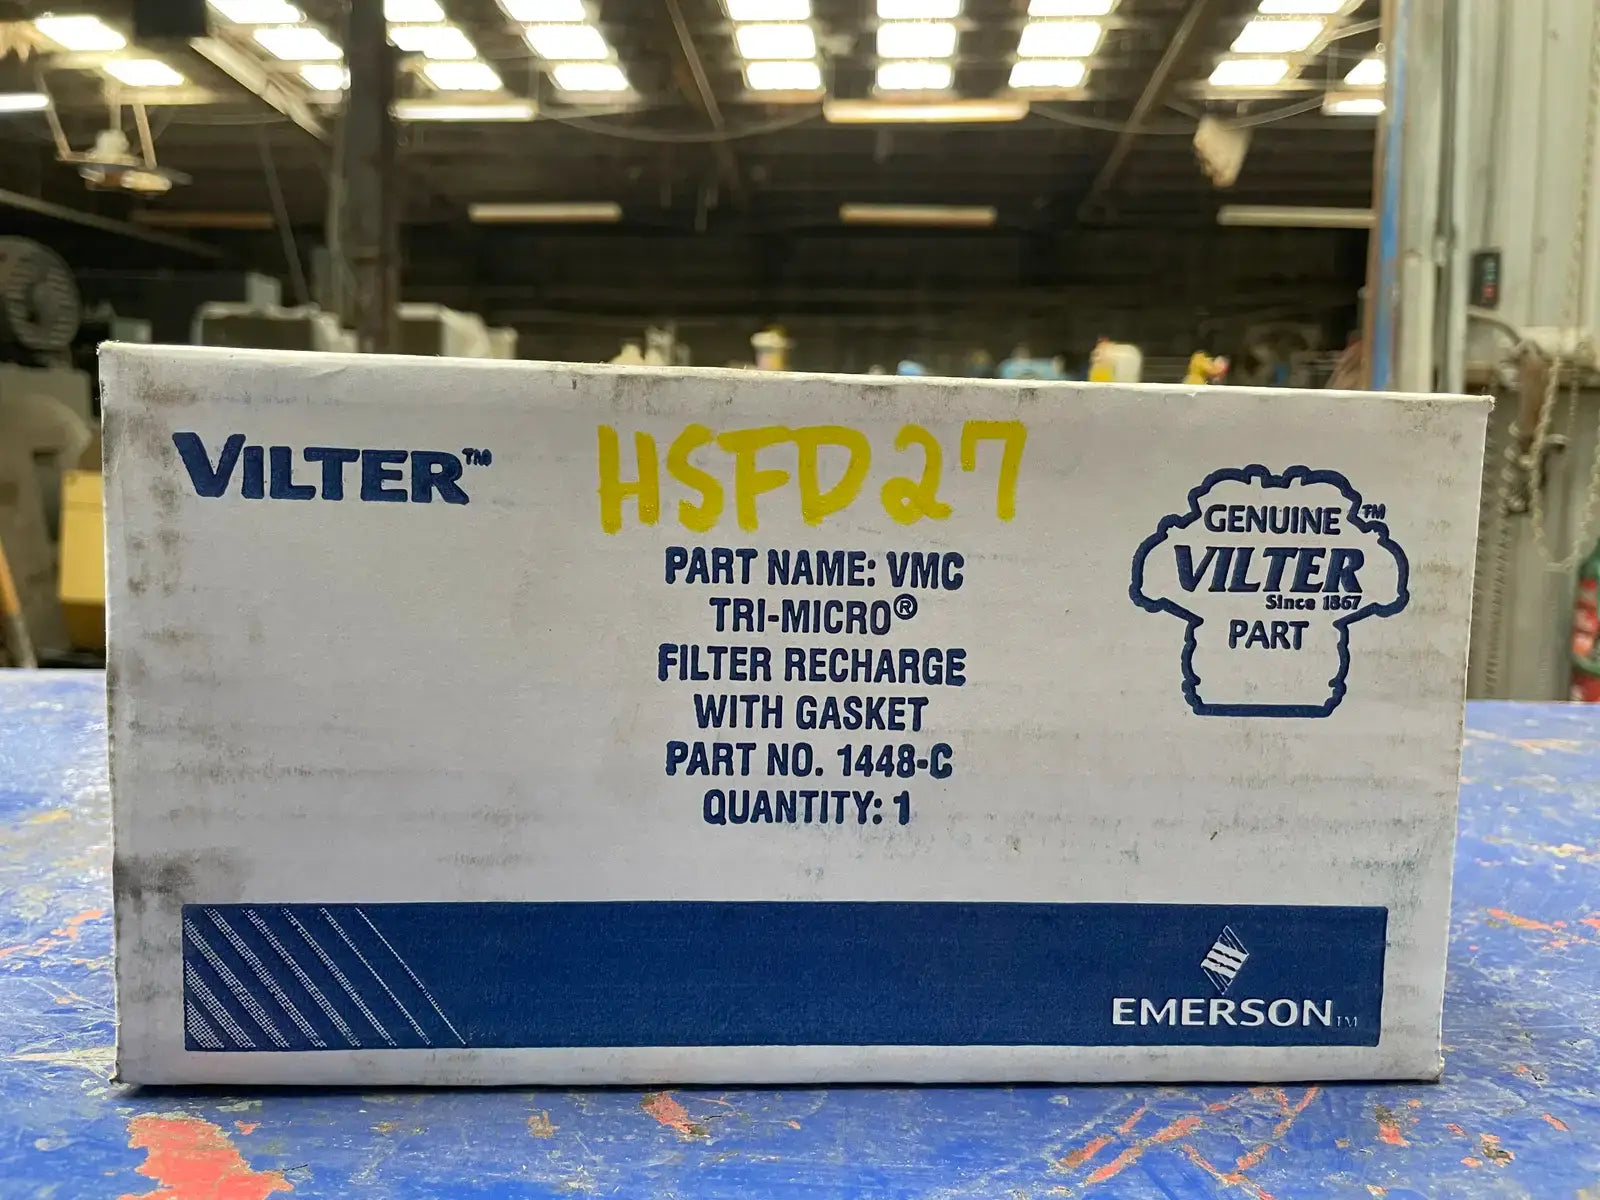 VILTER™
HSFD27
PART NAME: VMC
TRI-MICRO®
FILTER RECHARGE
WITH GASKET
PART NO. 1448-C
QUANTITY: 1
GENUINE™
VILTER
Since 1867
PART
EMERSON™